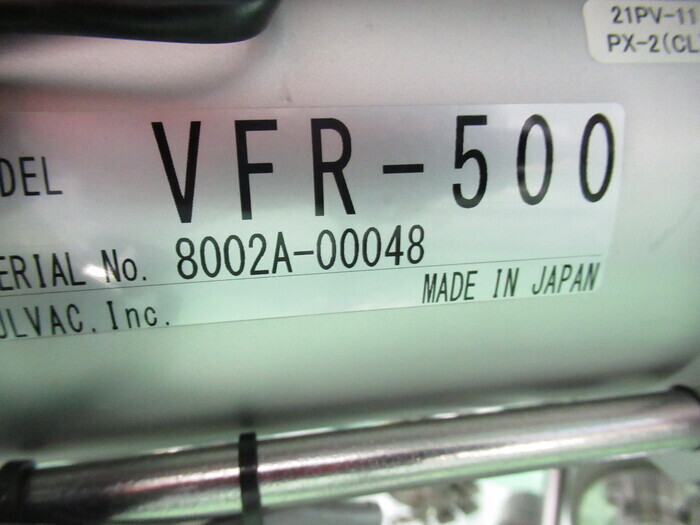 21PV-11
PX-2(CL
DEL VFR-500
ERIAL No. 8002A-00048
ULVAC, Inc. MADE IN JAPAN